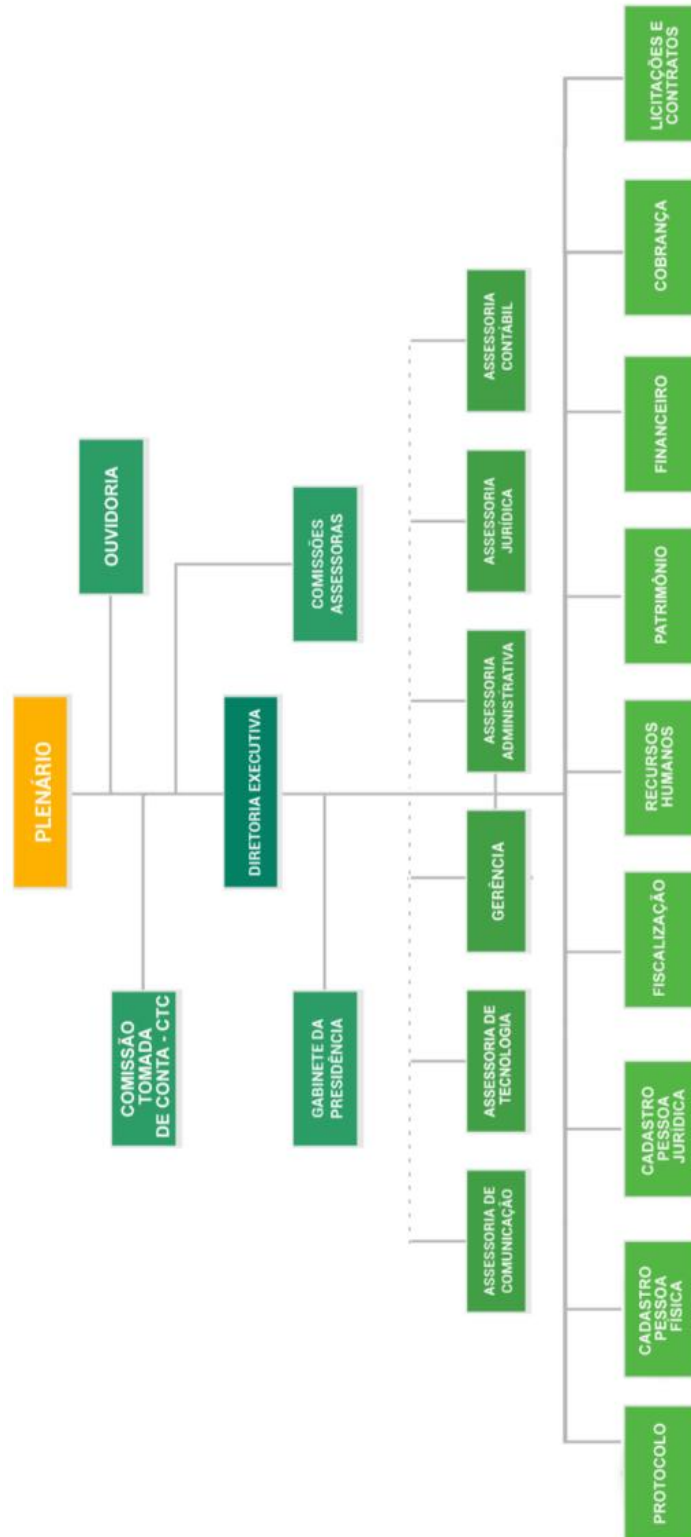 PLENÁRIO
OUVIDORIA
COMISSÃO
TOMADA
DE CONTA - CTC
DIRETORIA EXECUTIVA
GABINETE DA
PRESIDÊNCIA
COMISSÕES
ASSESSORAS
ASSESSORIA DE
COMUNICAÇÃO
ASSESSORIA DE
TECNOLOGIA
GERÊNCIA
ASSESSORIA
ADMINISTRATIVA
ASSESSORIA
JURÍDICA
ASSESSORIA
CONTÁBIL
PROTOCOLO
CADASTRO
PESSOA
FÍSICA
CADASTRO
PESSOA
JURÍDICA
FISCALIZAÇÃO
RECURSOS
HUMANOS
PATRIMÔNIO
FINANCEIRO
COBRANÇA
LICITAÇÕES E
CONTRATOS